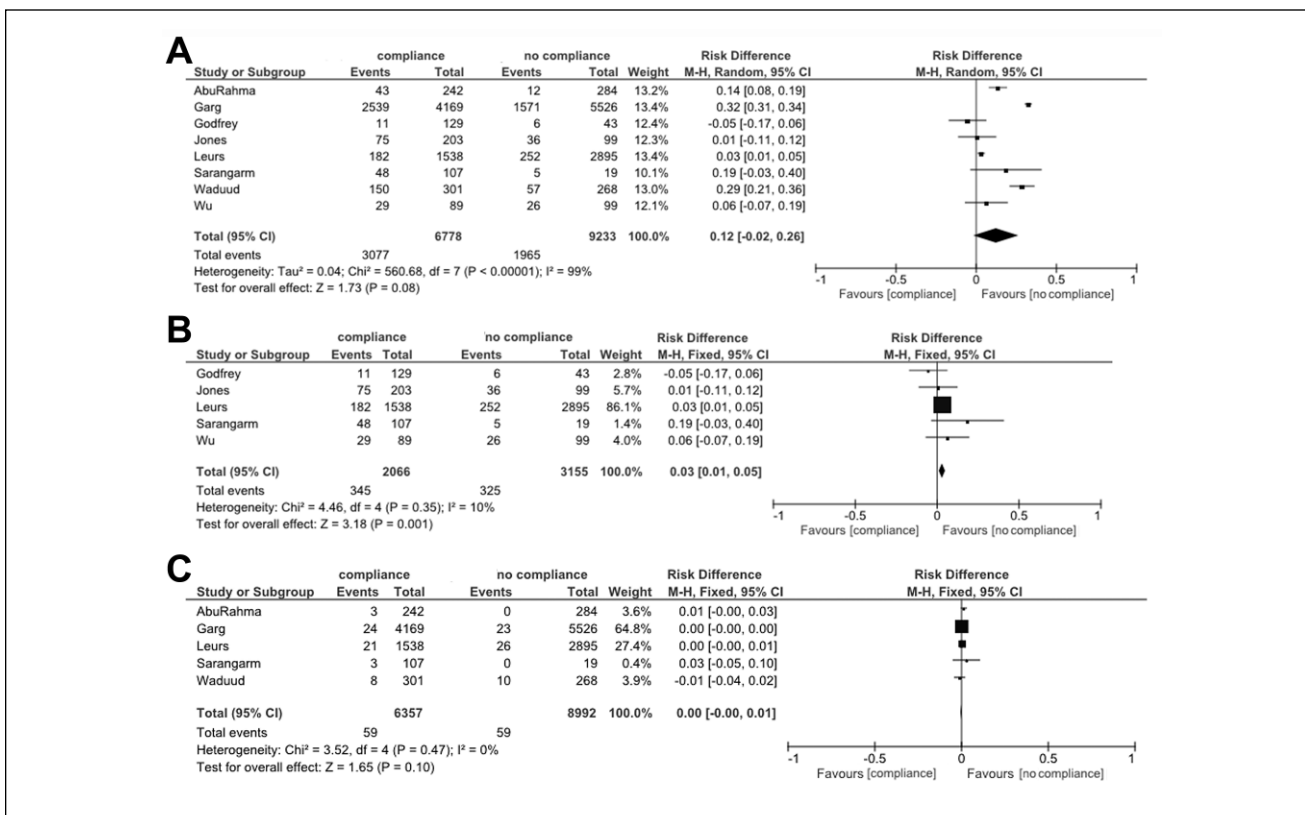 A
compliance no compliance Risk Difference Risk Difference
Study or Subgroup Events Total Events Total Weight M-H, Random, 95% CI M-H, Random, 95% CI
AbuRahma 43 242 12 284 13.2% 0.14 [0.08, 0.19]
Garg 2539 4169 1571 5526 13.4% 0.32 [0.31, 0.34]
Godfrey 11 129 6 43 12.4% -0.05 [-0.17, 0.06]
Jones 75 203 36 99 12.3% 0.01 [-0.11, 0.12]
Leurs 182 1538 252 2895 13.4% 0.03 [0.01, 0.05]
Sarangarm 48 107 5 19 10.1% 0.19 [-0.03, 0.40]
Waduud 150 301 57 268 13.0% 0.29 [0.21, 0.36]
Wu 29 89 26 99 12.1% 0.06 [-0.07, 0.19]
Total (95% CI) 6778 9233 100.0% 0.12 [-0.02, 0.26]
Total events 3077 1965
Heterogeneity: Tau² = 0.04; Chi² = 560.68, df = 7 (P < 0.00001); I² = 99%
Test for overall effect: Z = 1.73 (P = 0.08)
-1 -0.5 0 0.5 1
Favours [compliance] Favours [no compliance]
B
compliance no compliance Risk Difference Risk Difference
Study or Subgroup Events Total Events Total Weight M-H, Fixed, 95% CI M-H, Fixed, 95% CI
Godfrey 11 129 6 43 2.8% -0.05 [-0.17, 0.06]
Jones 75 203 36 99 5.7% 0.01 [-0.11, 0.12]
Leurs 182 1538 252 2895 86.1% 0.03 [0.01, 0.05]
Sarangarm 48 107 5 19 1.4% 0.19 [-0.03, 0.40]
Wu 29 89 26 99 4.0% 0.06 [-0.07, 0.19]
Total (95% CI) 2066 3155 100.0% 0.03 [0.01, 0.05]
Total events 345 325
Heterogeneity: Chi² = 4.46, df = 4 (P = 0.35); I² = 10%
Test for overall effect: Z = 3.18 (P = 0.001)
-1 -0.5 0 0.5 1
Favours [compliance] Favours [no compliance]
C
compliance no compliance Risk Difference Risk Difference
Study or Subgroup Events Total Events Total Weight M-H, Fixed, 95% CI M-H, Fixed, 95% CI
AbuRahma 3 242 0 284 3.6% 0.01 [-0.00, 0.03]
Garg 24 4169 23 5526 64.8% 0.00 [-0.00, 0.00]
Leurs 21 1538 26 2895 27.4% 0.00 [-0.00, 0.01]
Sarangarm 3 107 0 19 0.4% 0.03 [-0.05, 0.10]
Waduud 8 301 10 268 3.9% -0.01 [-0.04, 0.02]
Total (95% CI) 6357 8992 100.0% 0.00 [-0.00, 0.01]
Total events 59 59
Heterogeneity: Chi² = 3.52, df = 4 (P = 0.47); I² = 0%
Test for overall effect: Z = 1.65 (P = 0.10)
-1 -0.5 0 0.5 1
Favours [compliance] Favours [no compliance]